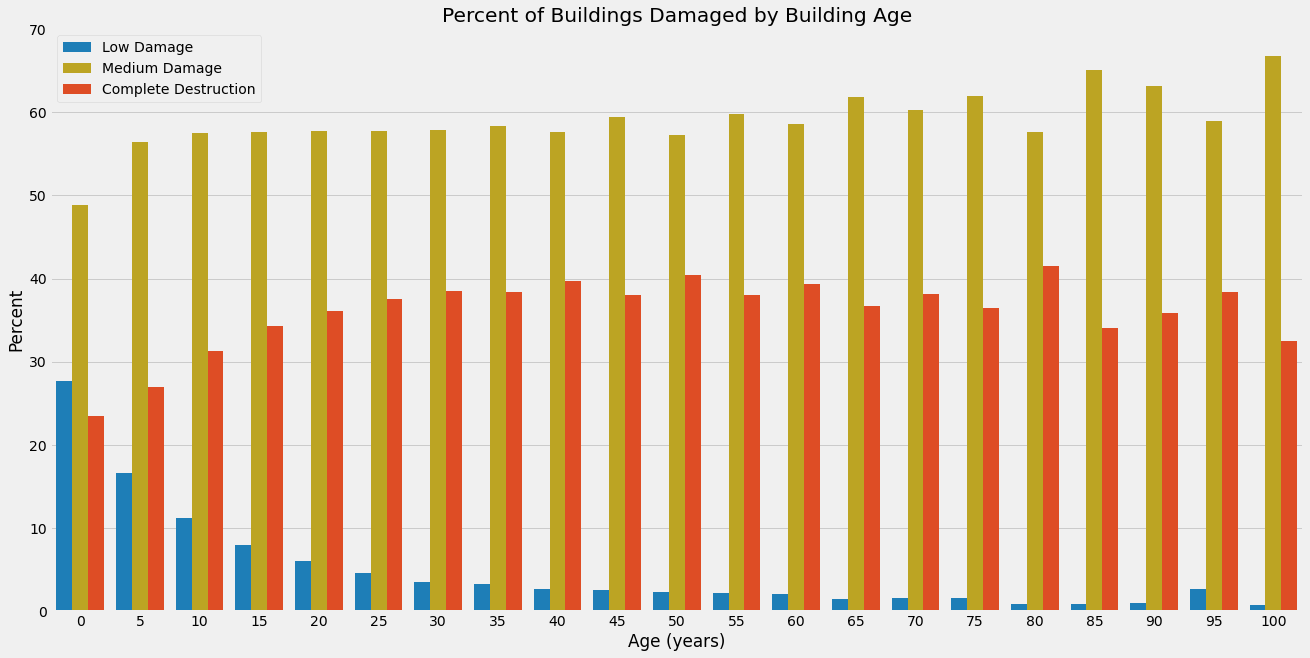 Percent of Buildings Damaged by Building Age
70
Low Damage
Medium Damage
Complete Destruction
60
50
40
30
20
10
0
Percent
0 5 10 15 20 25 30 35 40 45 50 55 60 65 70 75 80 85 90 95 100
Age (years)